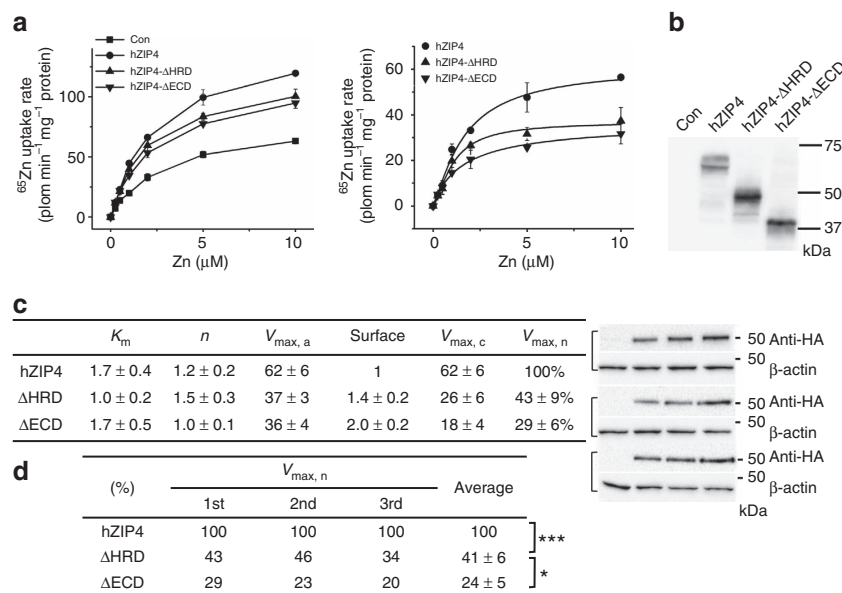 a
Con
hZIP4
hZIP4-ΔHRD
hZIP4-ΔECD
⁶⁵Zn uptake rate
(plom min⁻¹ mg⁻¹ protein)
100
50
0
0 5 10
Zn (μM)
hZIP4
hZIP4-ΔHRD
hZIP4-ΔECD
⁶⁵Zn uptake rate
(plom min⁻¹ mg⁻¹ protein)
60
40
20
0
0 5 10
Zn (μM)
b
Con
hZIP4
hZIP4-ΔHRD
hZIP4-ΔECD
75
50
37
kDa
c
Km n Vmax, a Surface Vmax, c Vmax, n
hZIP4 1.7 ± 0.4 1.2 ± 0.2 62 ± 6 1 62 ± 6 100%
ΔHRD 1.0 ± 0.2 1.5 ± 0.3 37 ± 3 1.4 ± 0.2 26 ± 6 43 ± 9%
ΔECD 1.7 ± 0.5 1.0 ± 0.1 36 ± 4 2.0 ± 0.2 18 ± 4 29 ± 6%
50 Anti-HA
50
β-actin
50 Anti-HA
50
β-actin
50 Anti-HA
50
β-actin
kDa
d
(%) Vmax, n Average
1st 2nd 3rd
hZIP4 100 100 100 100
***
ΔHRD 43 46 34 41 ± 6
*
ΔECD 29 23 20 24 ± 5